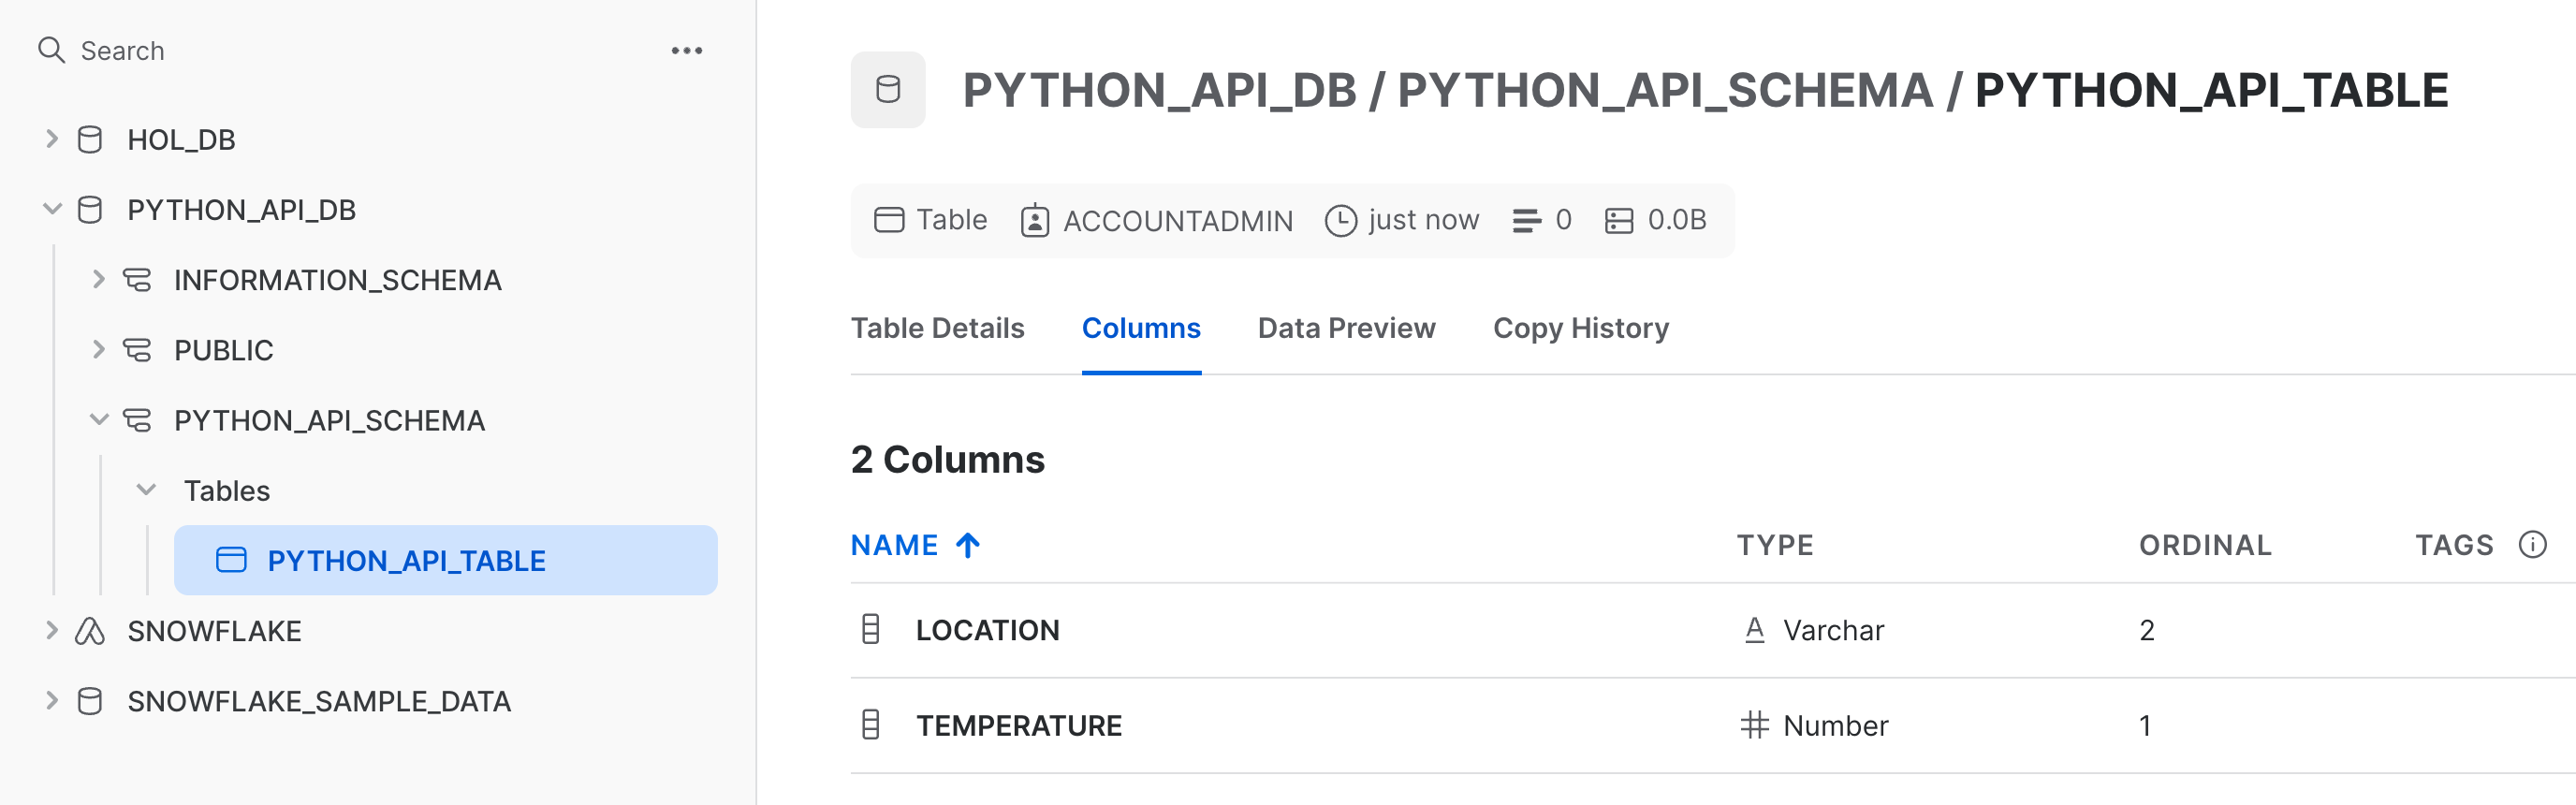 Search
HOL_DB
PYTHON_API_DB
INFORMATION_SCHEMA
PUBLIC
PYTHON_API_SCHEMA
Tables
PYTHON_API_TABLE
SNOWFLAKE
SNOWFLAKE_SAMPLE_DATA
PYTHON_API_DB / PYTHON_API_SCHEMA / PYTHON_API_TABLE
Table ACCOUNTADMIN just now 0 0.0B
Table Details Columns Data Preview Copy History
2 Columns
NAME TYPE ORDINAL TAGS
LOCATION Varchar 2
TEMPERATURE Number 1